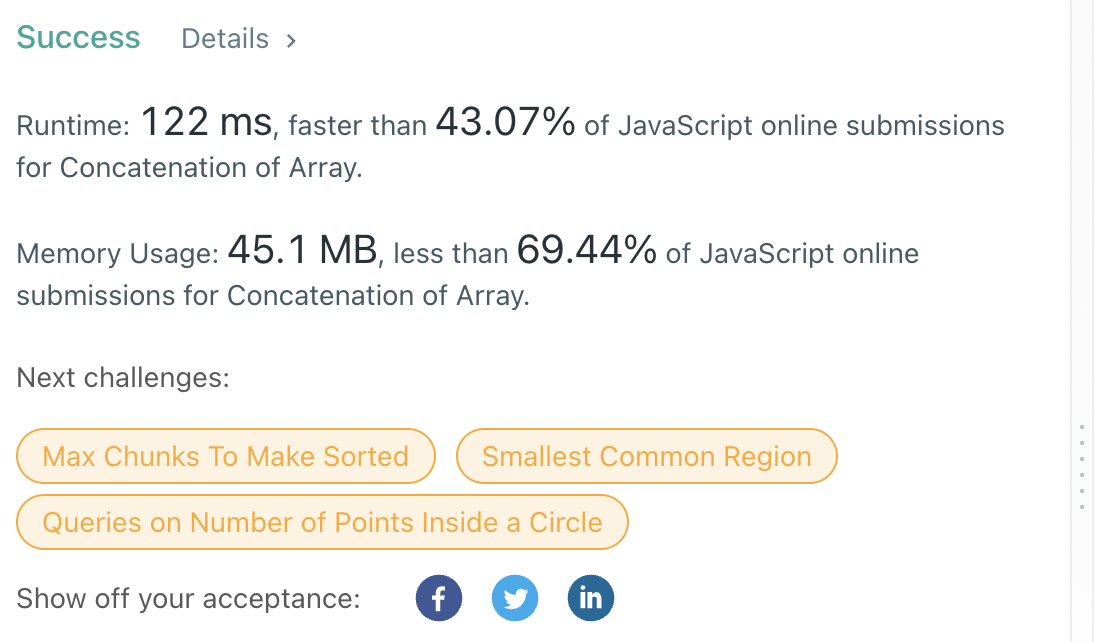 Success Details >
Runtime: 122 ms, faster than 43.07% of JavaScript online submissions
for Concatenation of Array.
Memory Usage: 45.1 MB, less than 69.44% of JavaScript online
submissions for Concatenation of Array.
Next challenges:
Max Chunks To Make Sorted Smallest Common Region
Queries on Number of Points Inside a Circle
Show off your acceptance: f in